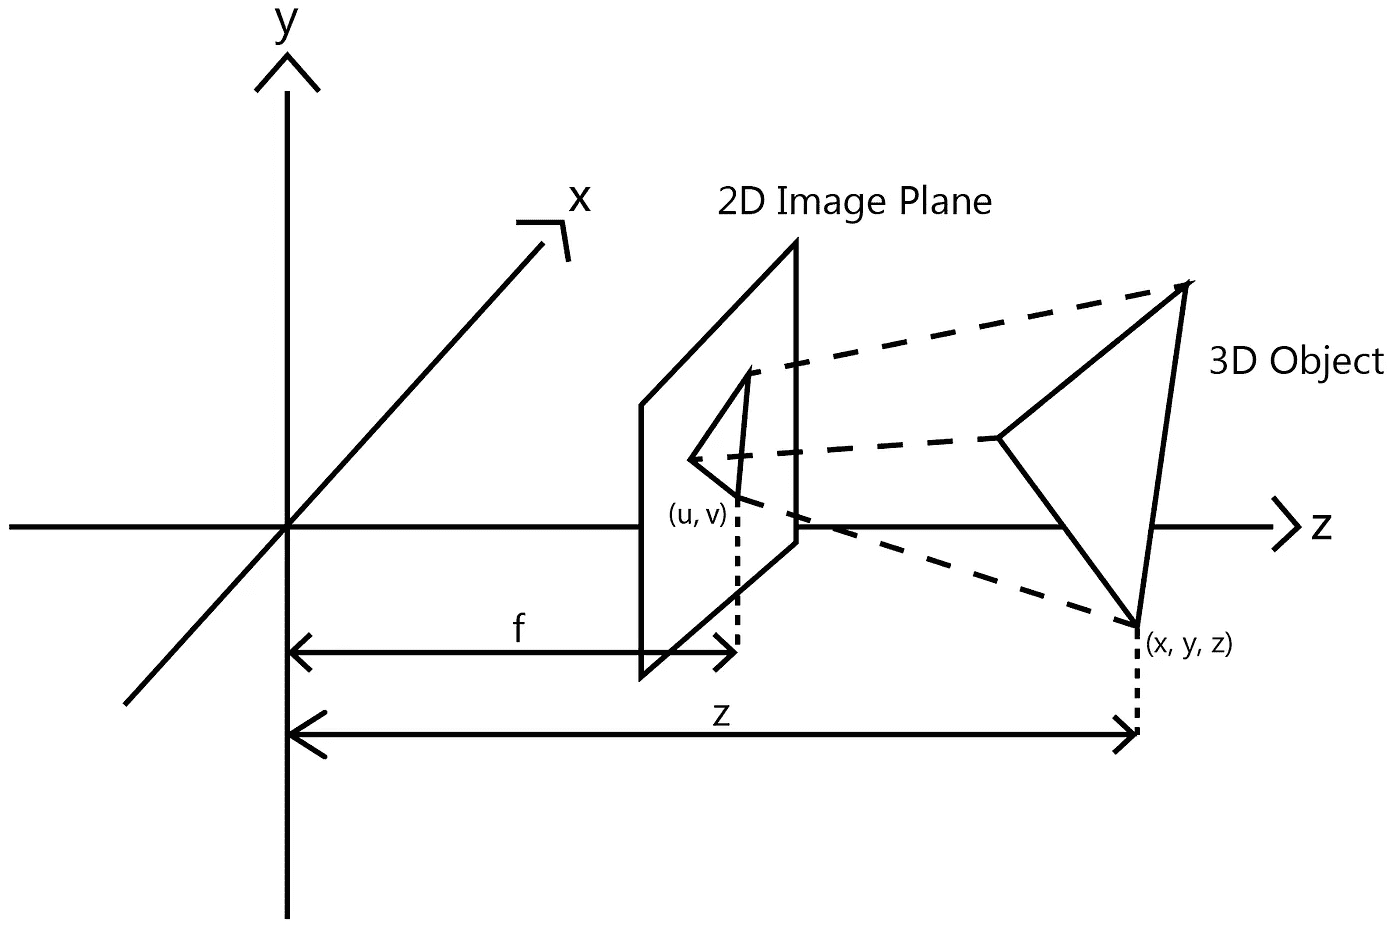 y
x
2D Image Plane
3D Object
(u, v)
z
f
(x, y, z)
z